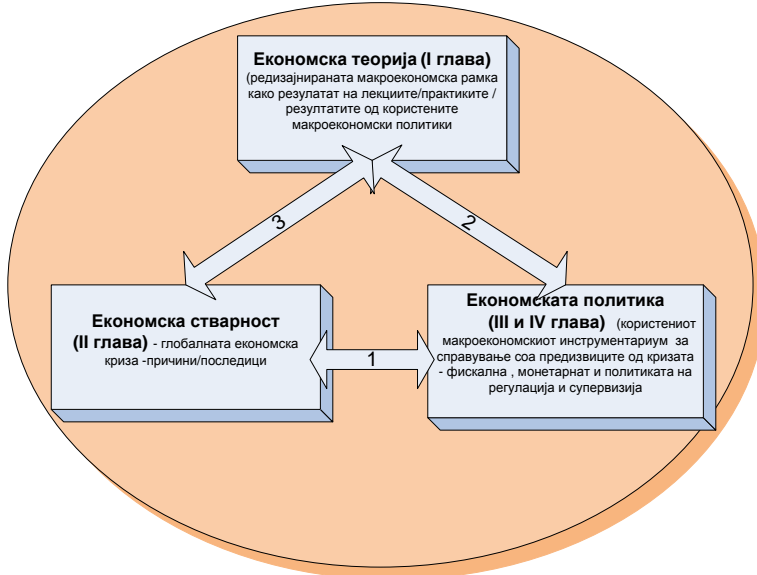 Економска теорија (I глава)
(редизајнираната макроекономска рамка
како резулатат на лекциите/практиките /
резултатите од користените
макроекономски политики
3
2
Економска стварност
(II глава) - глобалната економска
криза -причини/последици
1
Економската политика
(III и IV глава) (користениот
макроекономскиот инструментариум за
справување соа предизвиците од кризата
- фискална , монетарнат и политиката на
регулација и супервизија